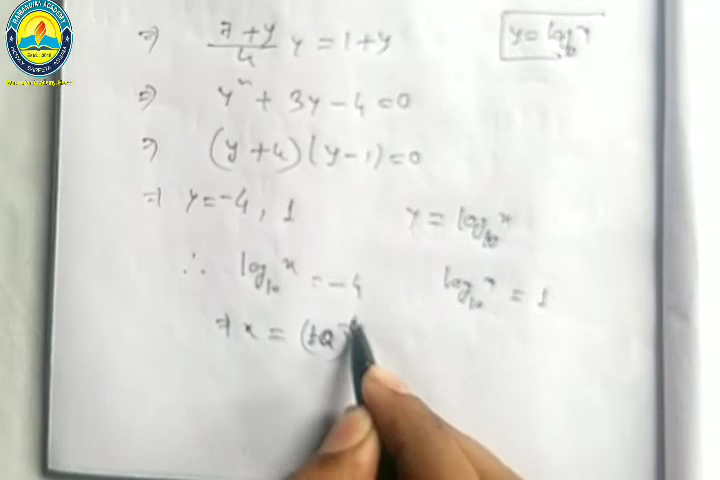 ⇒ (7+y)/4 y = 1+y
y = log₁₀x
⇒ y² + 3y - 4 = 0
⇒ (y+4)(y-1) = 0
⇒ y = -4, 1
y = log₁₀x
∴ log₁₀x = -4
log₁₀x = 1
⇒ x = (10)